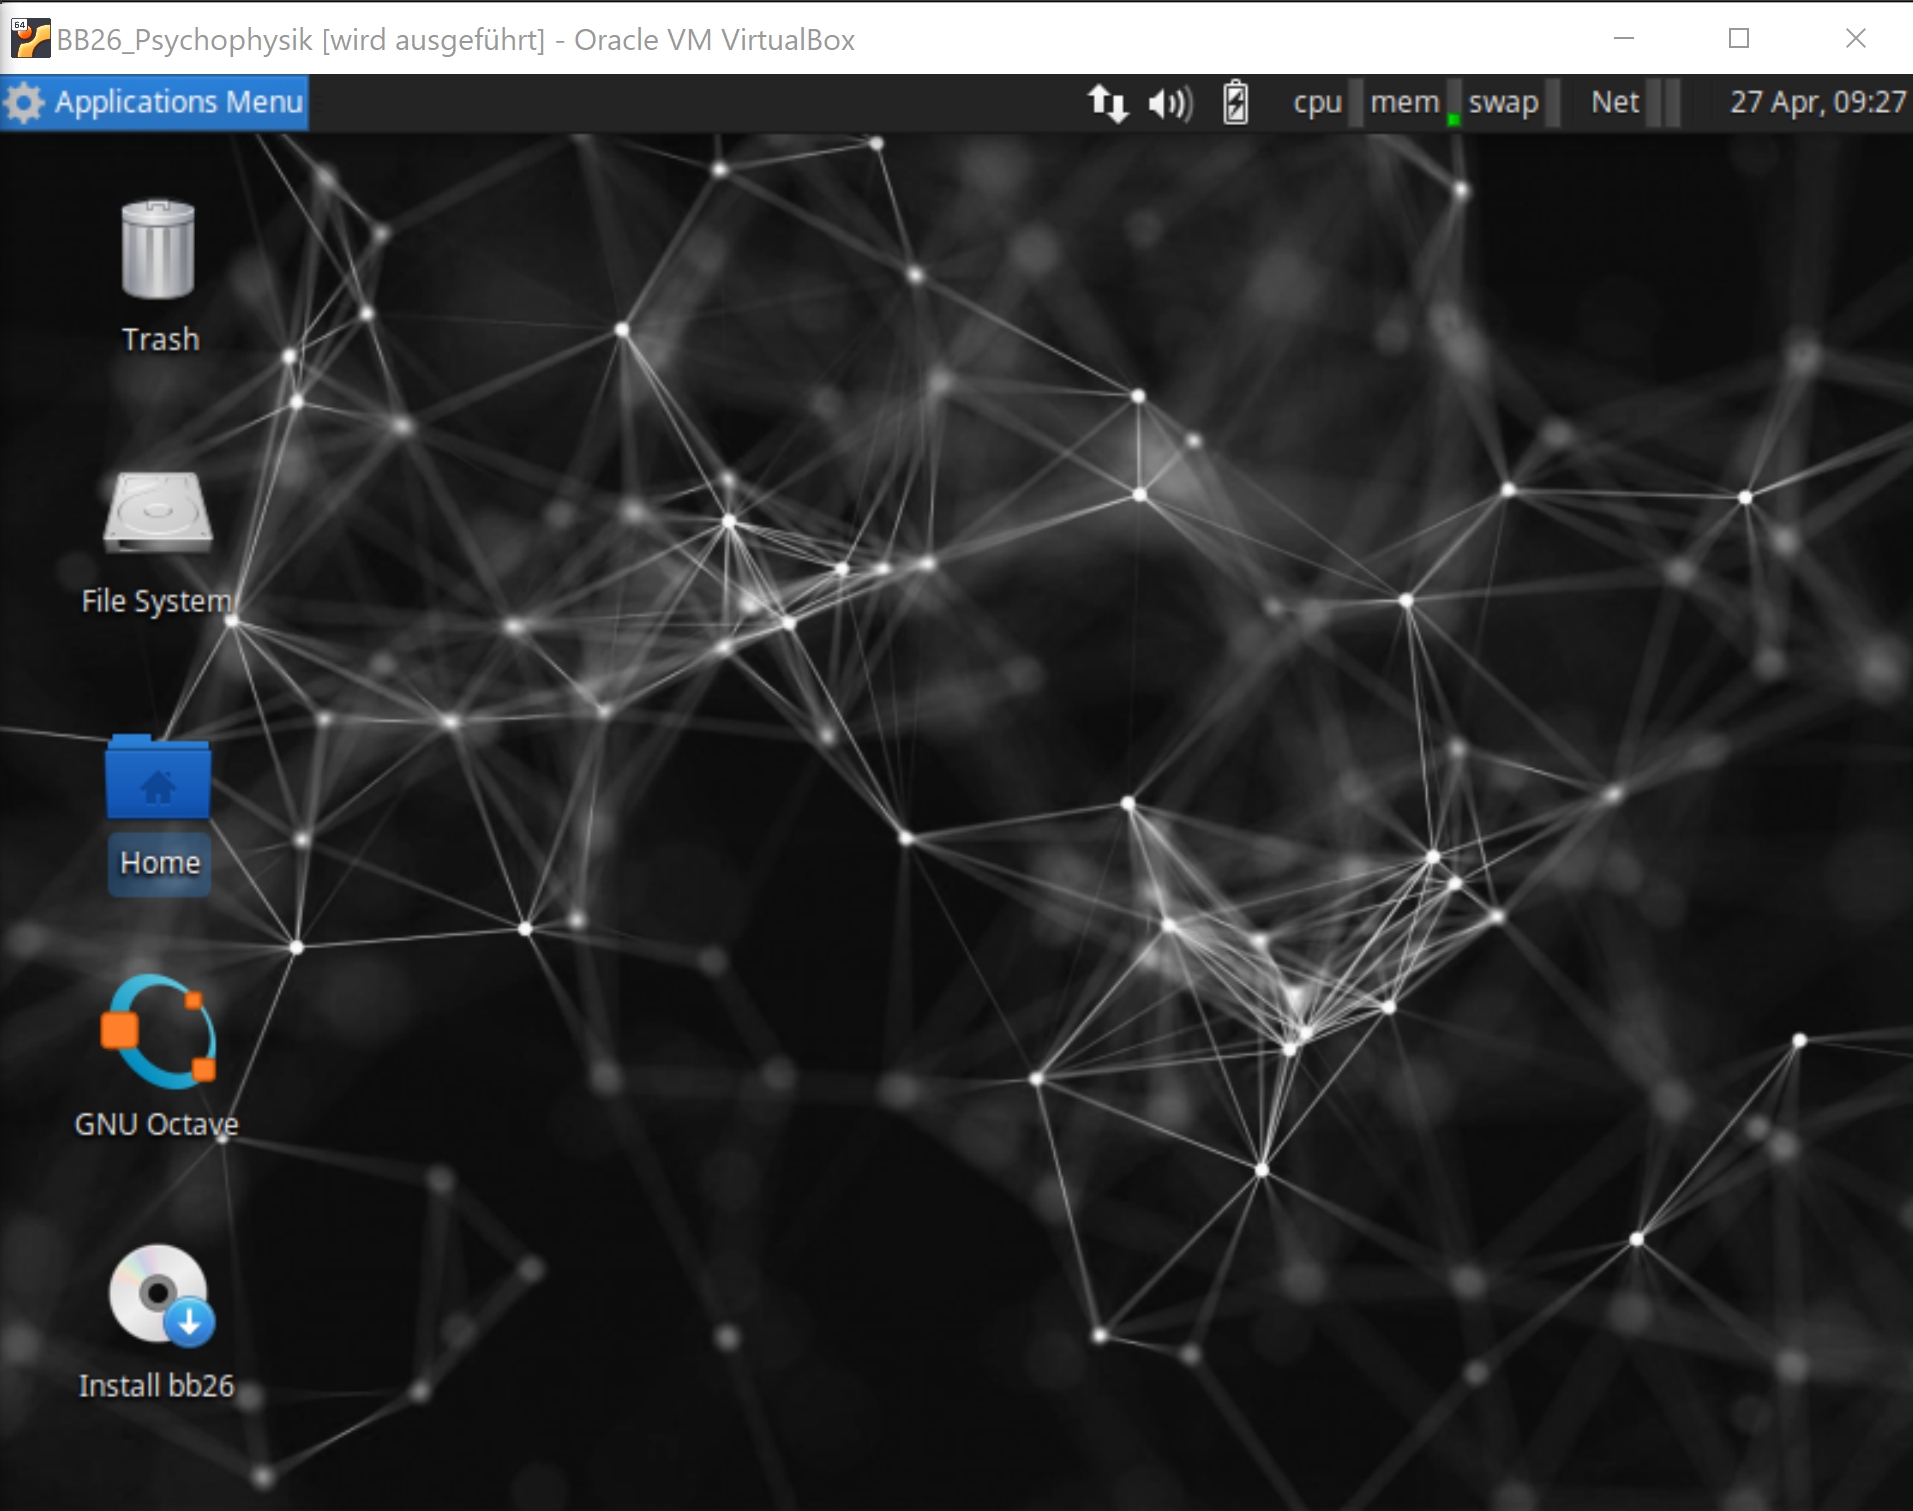 64
BB26_Psychophysik [wird ausgeführt] - Oracle VM VirtualBox
Applications Menu
cpu mem swap Net 27 Apr, 09:27
Trash
File System
Home
GNU Octave
Install bb26